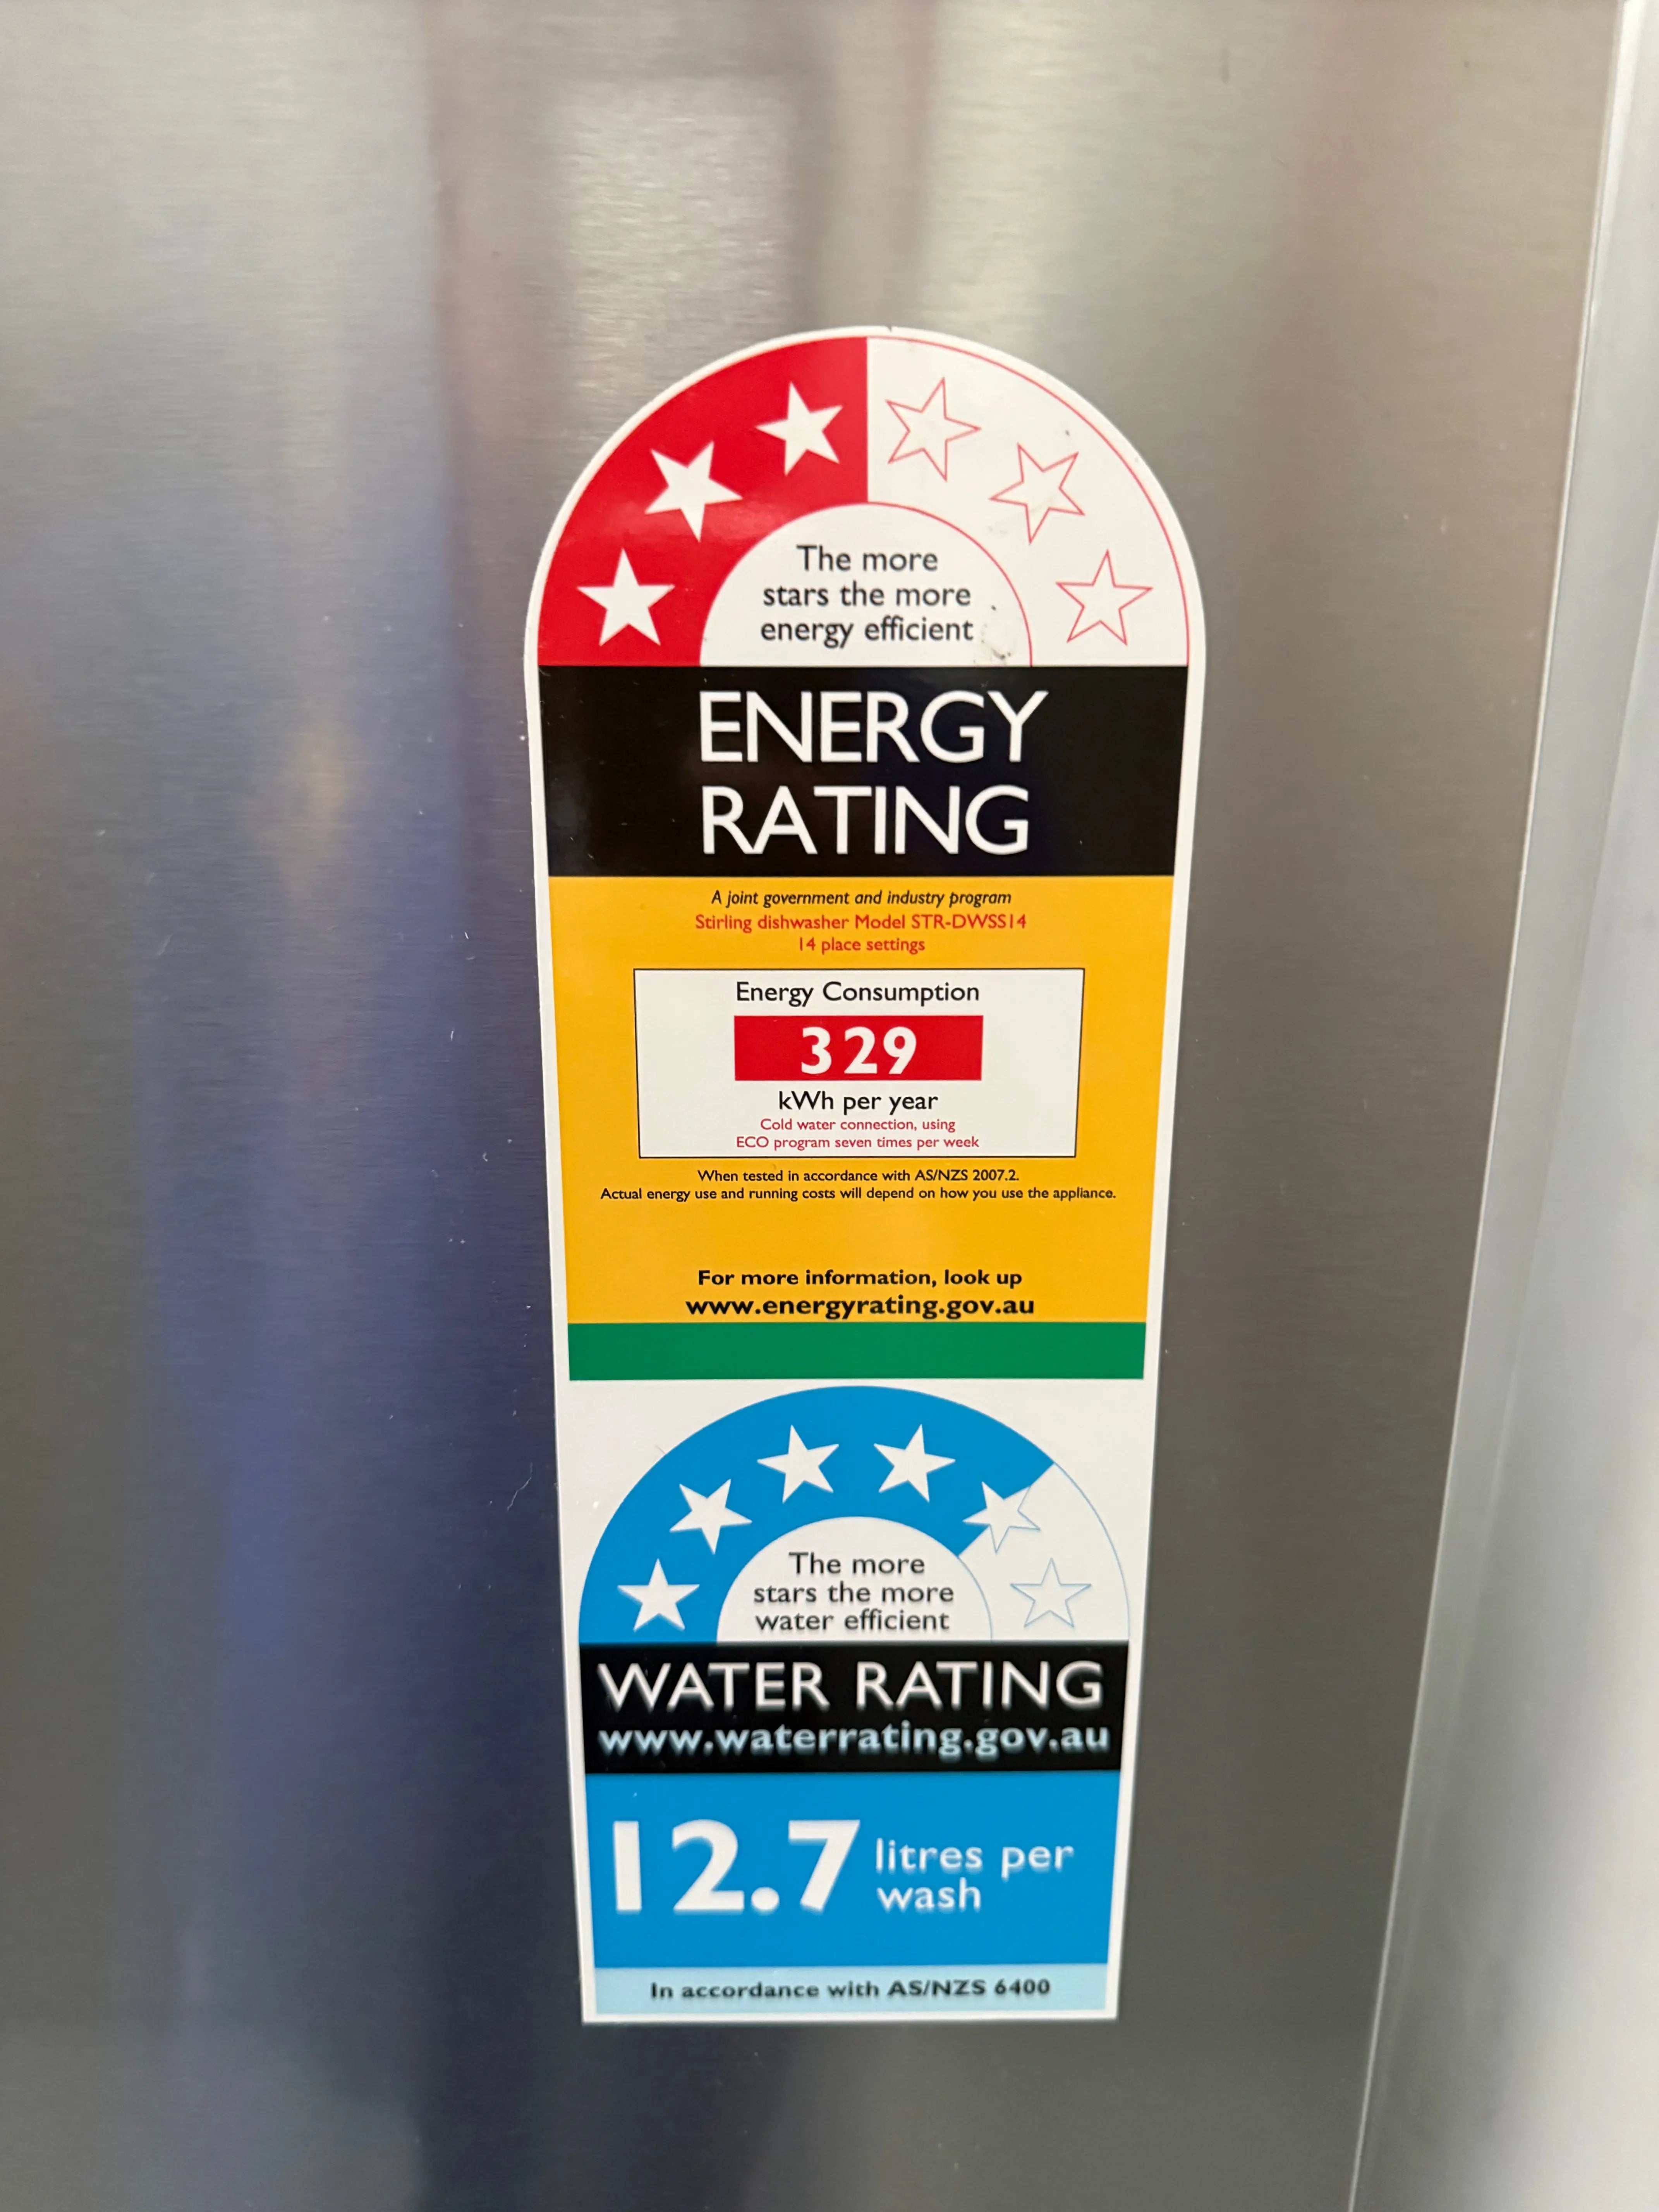 The more
stars the more
energy efficient
ENERGY
RATING
A joint government and industry program
Stirling dishwasher Model STR-DWSS14
14 place settings
Energy Consumption
329
kWh per year
Cold water connection, using
ECO program seven times per week
When tested in accordance with AS/NZS 2007.2.
Actual energy use and running costs will depend on how you use the appliance.
For more information, look up
www.energyrating.gov.au
The more
stars the more
water efficient
WATER RATING
www.waterrating.gov.au
12.7 litres per
wash
In accordance with AS/NZS 6400